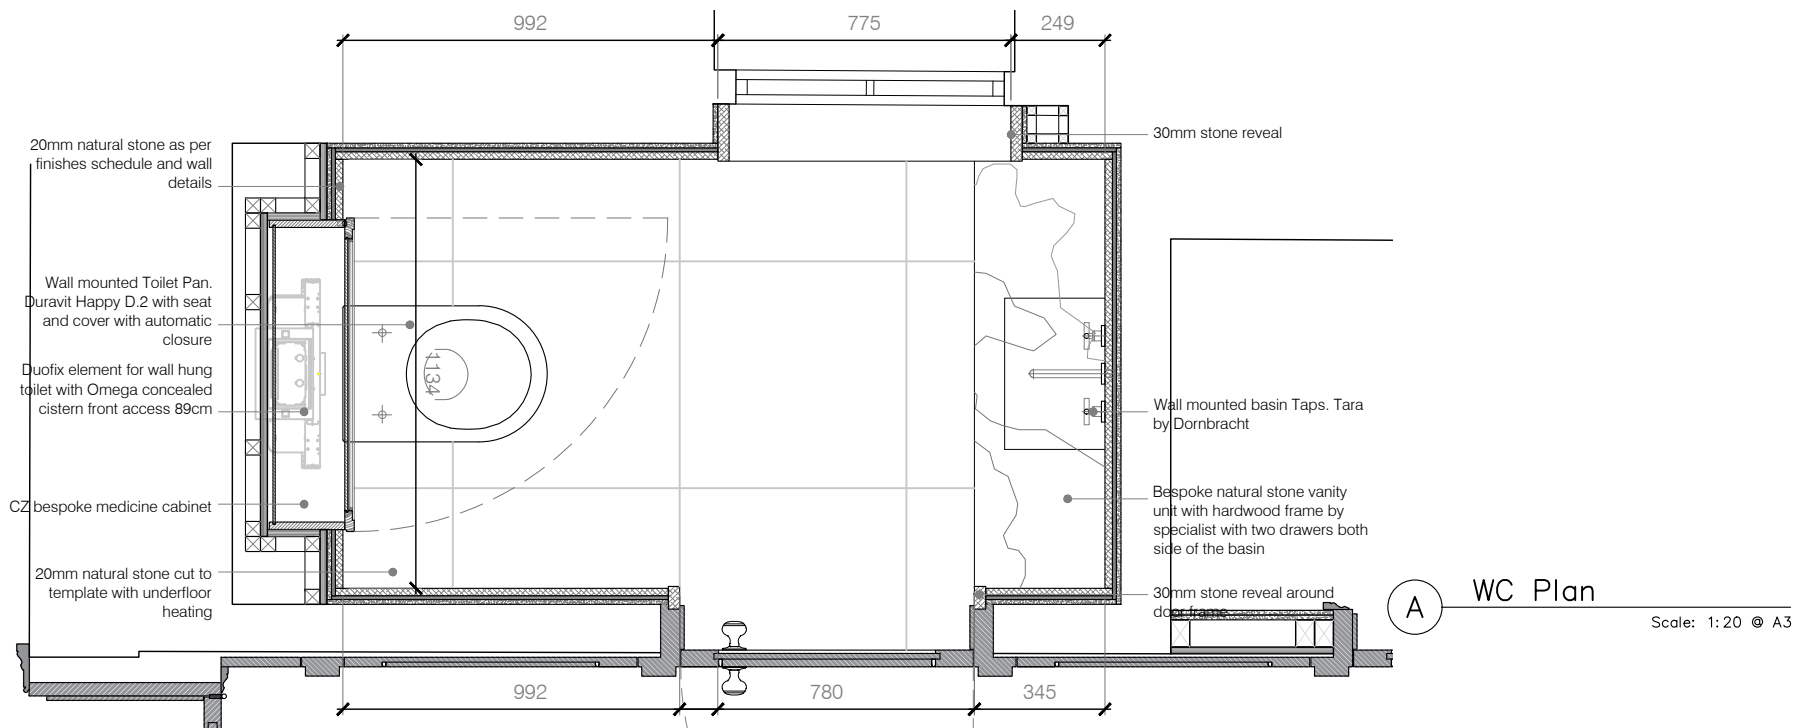 992
775
249
20mm natural stone as per
finishes schedule and wall
details
30mm stone reveal
Wall mounted Toilet Pan.
Duravit Happy D.2 with seat
and cover with automatic
closure
1134
Duofix element for wall hung
toilet with Omega concealed
cistern front access 89cm
Wall mounted basin Taps. Tara
by Dornbracht
CZ bespoke medicine cabinet
Bespoke natural stone vanity
unit with hardwood frame by
specialist with two drawers both
side of the basin
20mm natural stone cut to
template with underfloor
heating
30mm stone reveal around
door frame
A
WC Plan
Scale: 1:20 @ A3
992
780
345